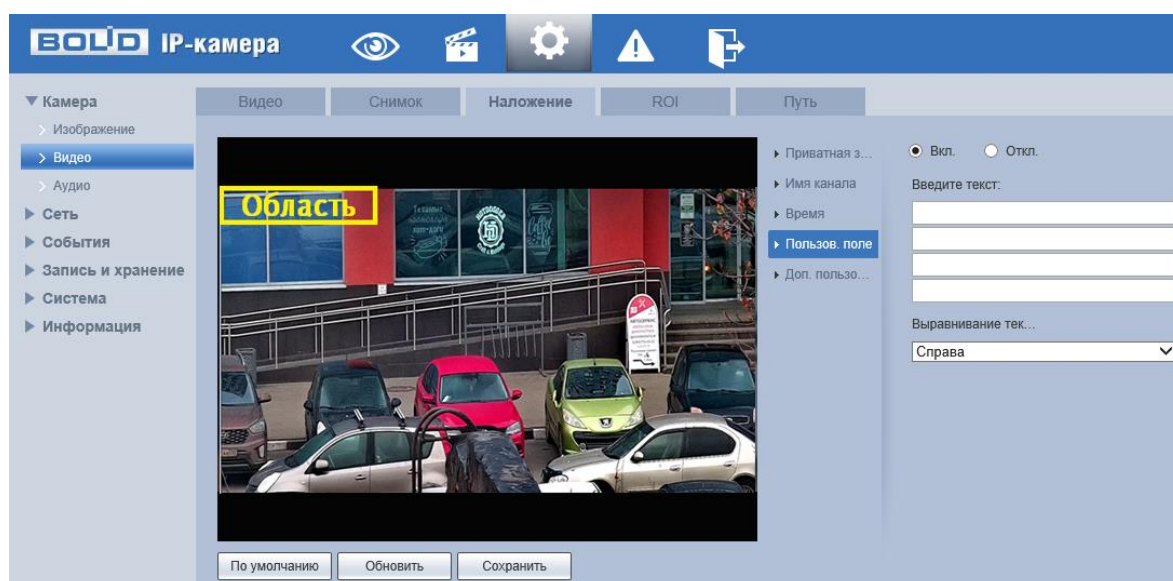 BOLID IP-камера
Камера
Изображение
Видео
Аудио
Сеть
События
Запись и хранение
Система
Информация
Видео
Снимок
Наложение
ROI
Путь
Область
АВТОСЕРВИС
Приватная з...
Имя канала
Время
Пользов. поле
Доп. пользо...
Вкл.
Откл.
Введите текст:
Выравнивание тек...
Справа
По умолчанию
Обновить
Сохранить